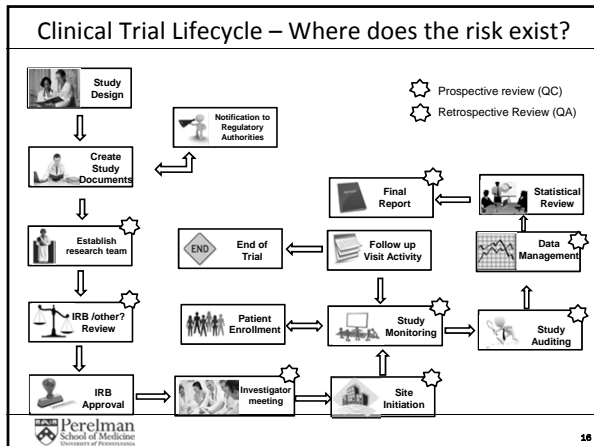 Clinical Trial Lifecycle – Where does the risk exist?
Study
Design
Prospective review (QC)
Retrospective Review (QA)
Notification to
Regulatory
Authorities
Create
Study
Documents
Final
Report
Statistical
Review
Establish
research team
END
End of
Trial
Follow up
Visit Activity
Data
Management
IRB /other?
Review
Patient
Enrollment
Study
Monitoring
Study
Auditing
IRB
Approval
Investigator
meeting
Site
Initiation
Perelman
School of Medicine
UNIVERSITY of PENNSYLVANIA
16